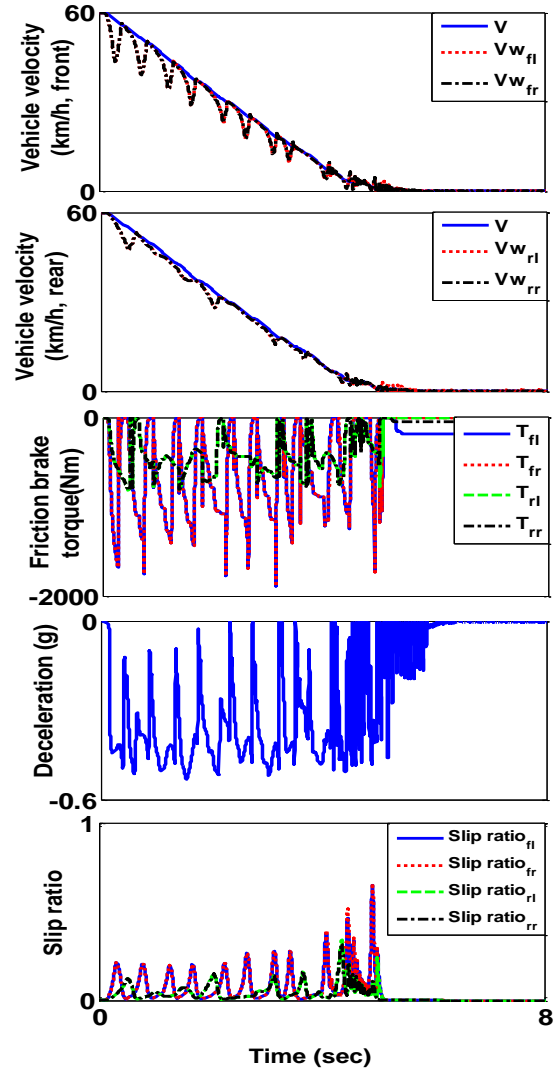 60
Vehicle velocity
(km/h, front)
0
V
Vw_fl
Vw_fr
60
Vehicle velocity
(km/h, rear)
0
V
Vw_rl
Vw_rr
0
Friction brake
torque(Nm)
-2000
T_fl
T_fr
T_rl
T_rr
0
Deceleration (g)
-0.6
1
Slip ratio
0
Slip ratio_fl
Slip ratio_fr
Slip ratio_rl
Slip ratio_rr
0
8
Time (sec)